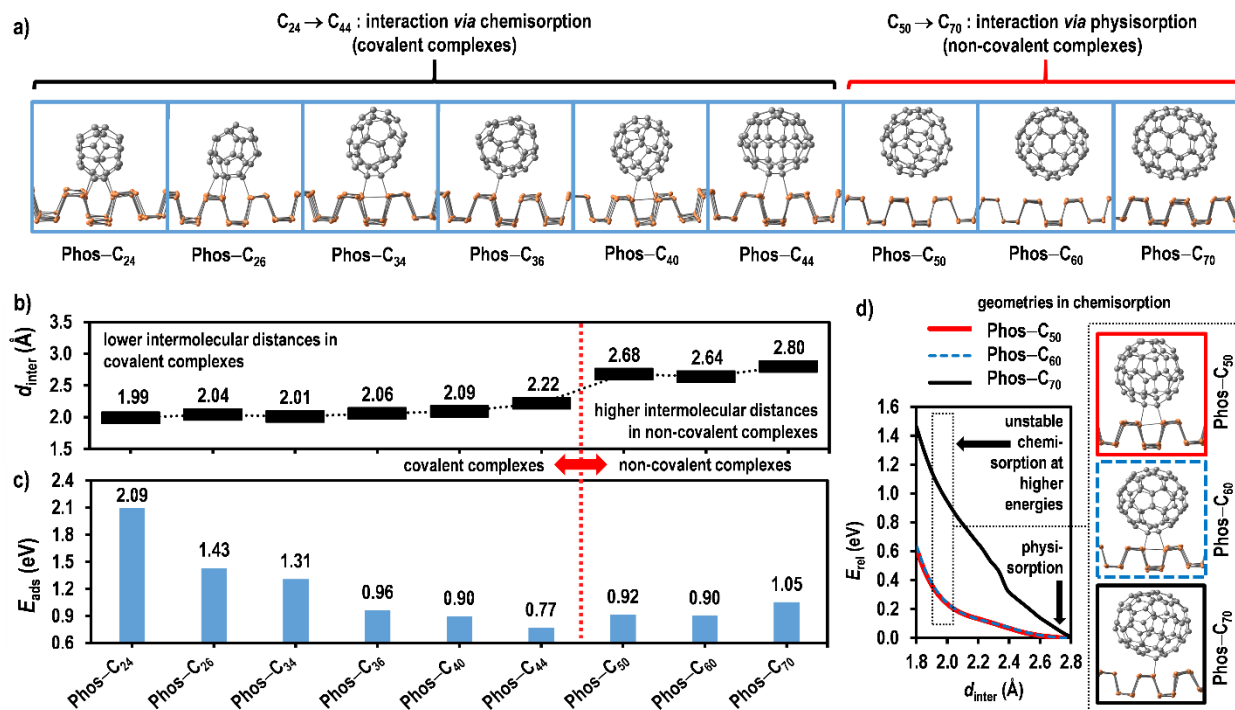 a)
C₂₄ → C₄₄ : interaction via chemisorption
(covalent complexes)
C₅₀ → C₇₀ : interaction via physisorption
(non-covalent complexes)
Phos–C₂₄ Phos–C₂₆ Phos–C₃₄ Phos–C₃₆ Phos–C₄₀ Phos–C₄₄ Phos–C₅₀ Phos–C₆₀ Phos–C₇₀
b)
d_inter (Å)
3.5
3.0
2.5
2.0
1.5
lower intermolecular distances in
covalent complexes
1.99 2.04 2.01 2.06 2.09 2.22 2.68 2.64 2.80
higher intermolecular distances
in non-covalent complexes
covalent complexes non-covalent complexes
c)
E_ads (eV)
2.1
1.8
1.5
1.2
0.9
0.6
2.09 1.43 1.31 0.96 0.90 0.77 0.92 0.90 1.05
Phos–C₂₄ Phos–C₂₆ Phos–C₃₄ Phos–C₃₆ Phos–C₄₀ Phos–C₄₄ Phos–C₅₀ Phos–C₆₀ Phos–C₇₀
d)
geometries in chemisorption
Phos–C₅₀
Phos–C₆₀
Phos–C₇₀
E_rel (eV)
1.6
1.4
1.2
1.0
0.8
0.6
0.4
0.2
0.0
unstable
chemi-
sorption at
higher
energies
physi-
sorption
1.8 2.0 2.2 2.4 2.6 2.8
d_inter (Å)
Phos–C₅₀
Phos–C₆₀
Phos–C₇₀